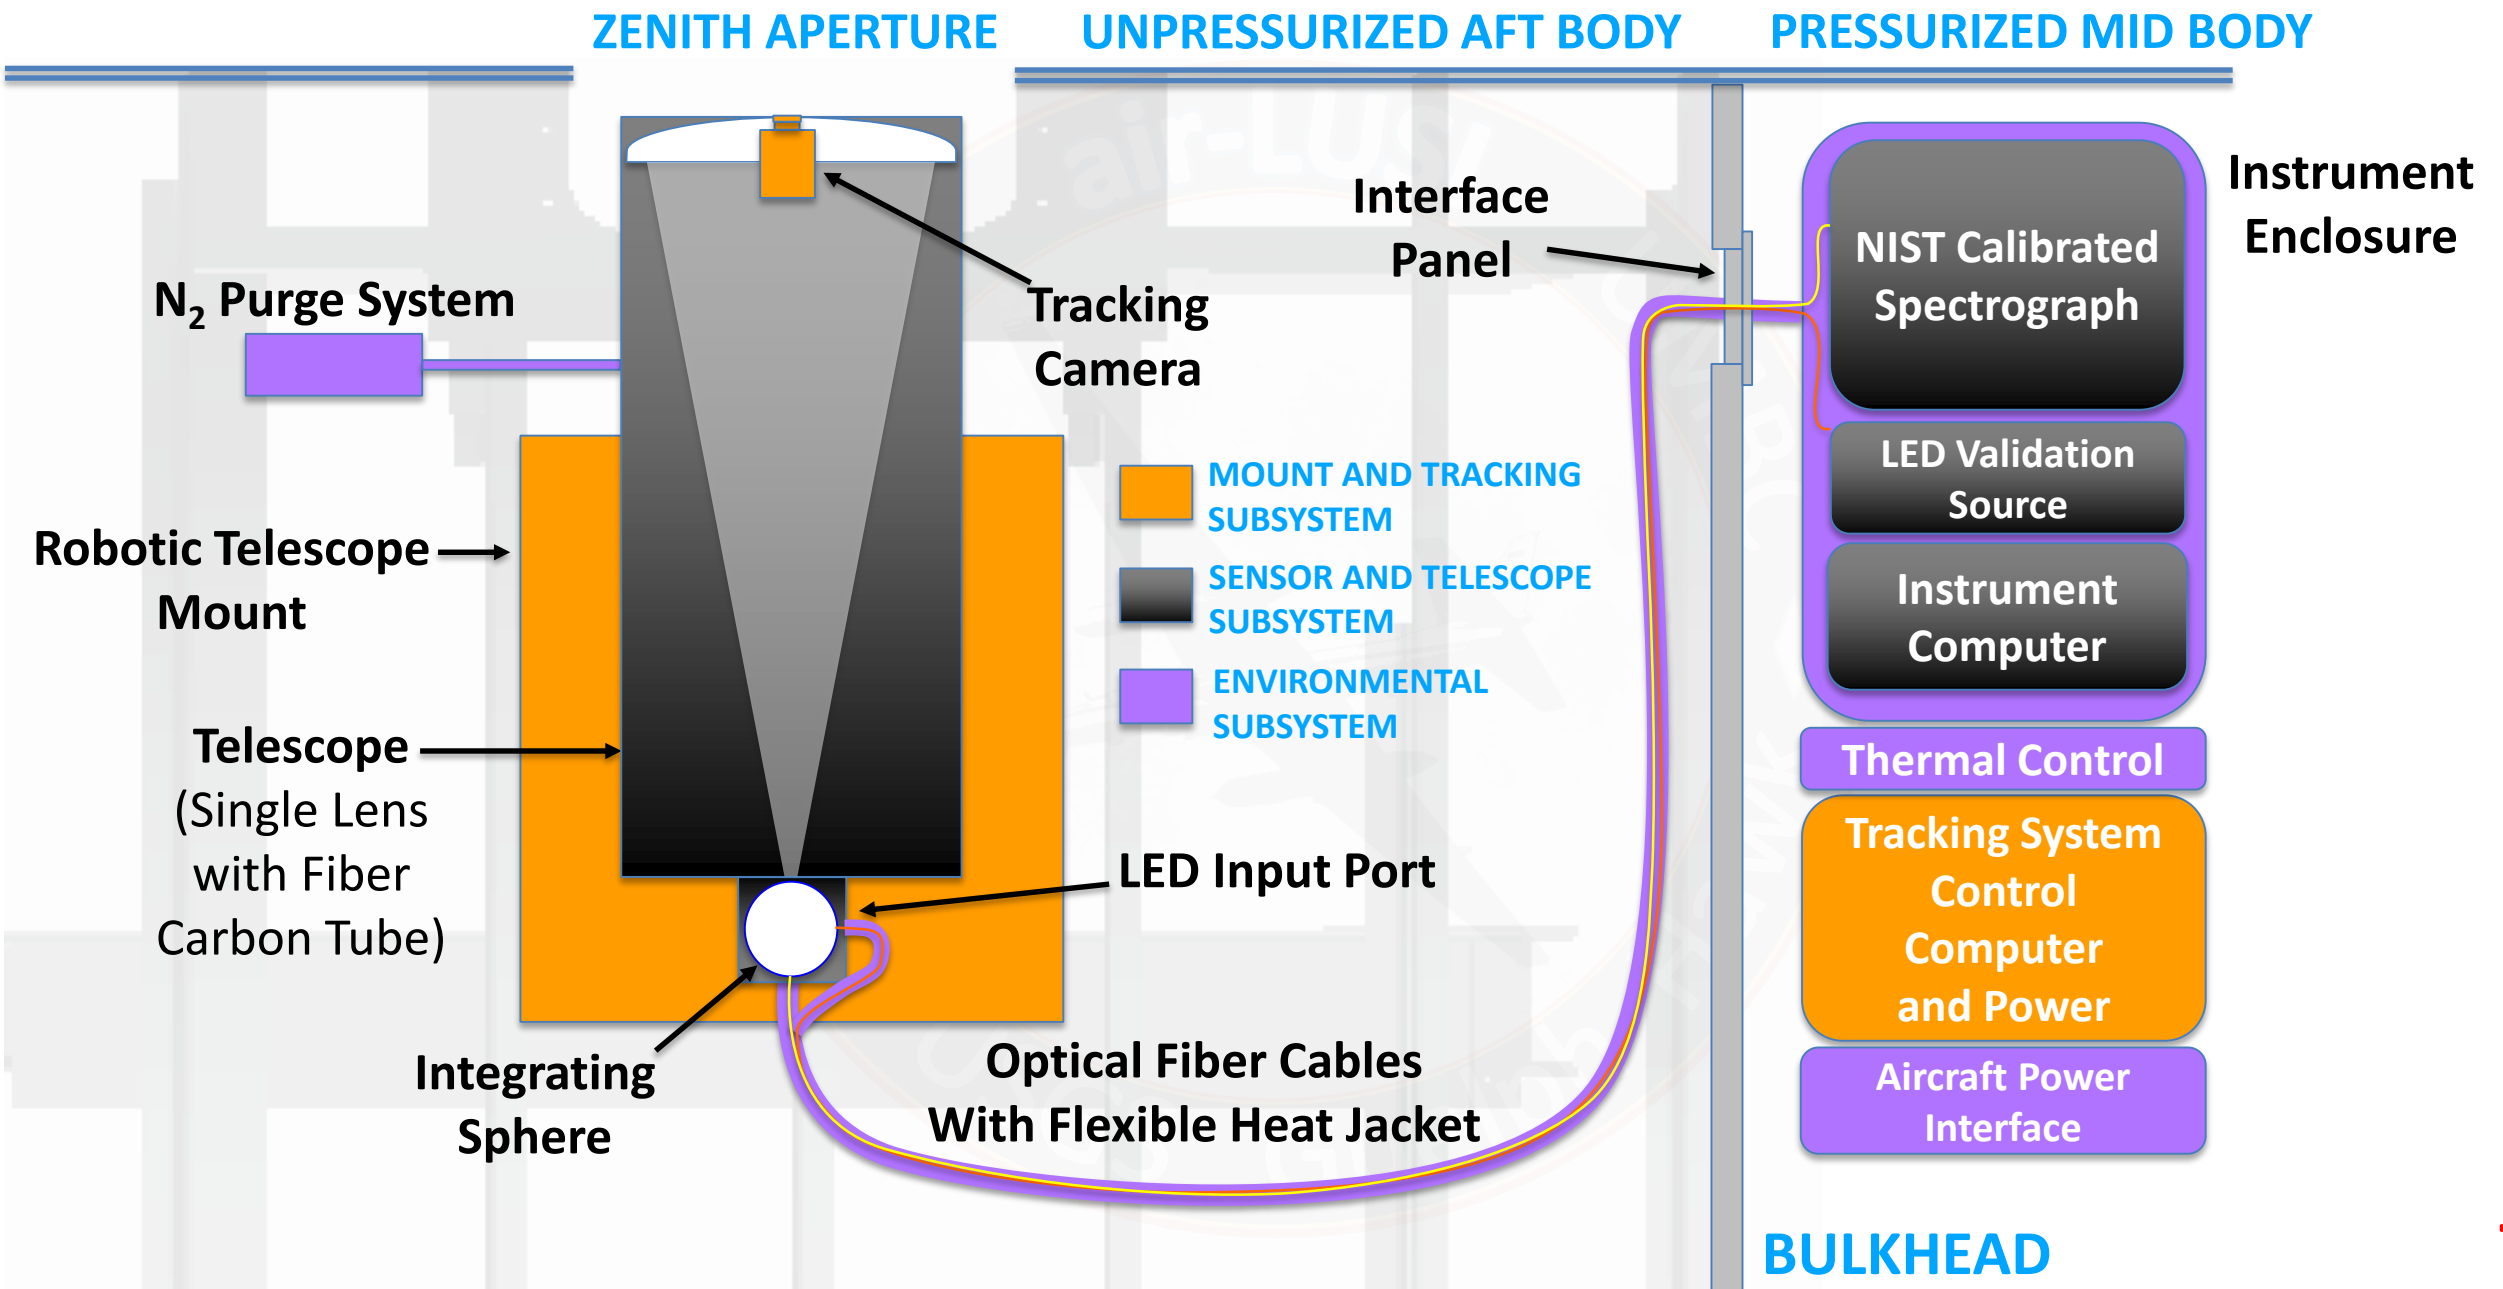 ZENITH APERTURE
UNPRESSURIZED AFT BODY
PRESSURIZED MID BODY
air-LUSI
Instrument
Enclosure
NIST Calibrated
Spectrograph
Interface
Panel
N₂ Purge System
Tracking
Camera
MOUNT AND TRACKING
SUBSYSTEM
SENSOR AND TELESCOPE
SUBSYSTEM
ENVIRONMENTAL
SUBSYSTEM
LED Validation
Source
Instrument
Computer
Robotic Telescope
Mount
Telescope
(Single Lens
with Fiber
Carbon Tube)
Thermal Control
Tracking System
Control
Computer
and Power
LED Input Port
Integrating
Sphere
Optical Fiber Cables
With Flexible Heat Jacket
Aircraft Power
Interface
BULKHEAD